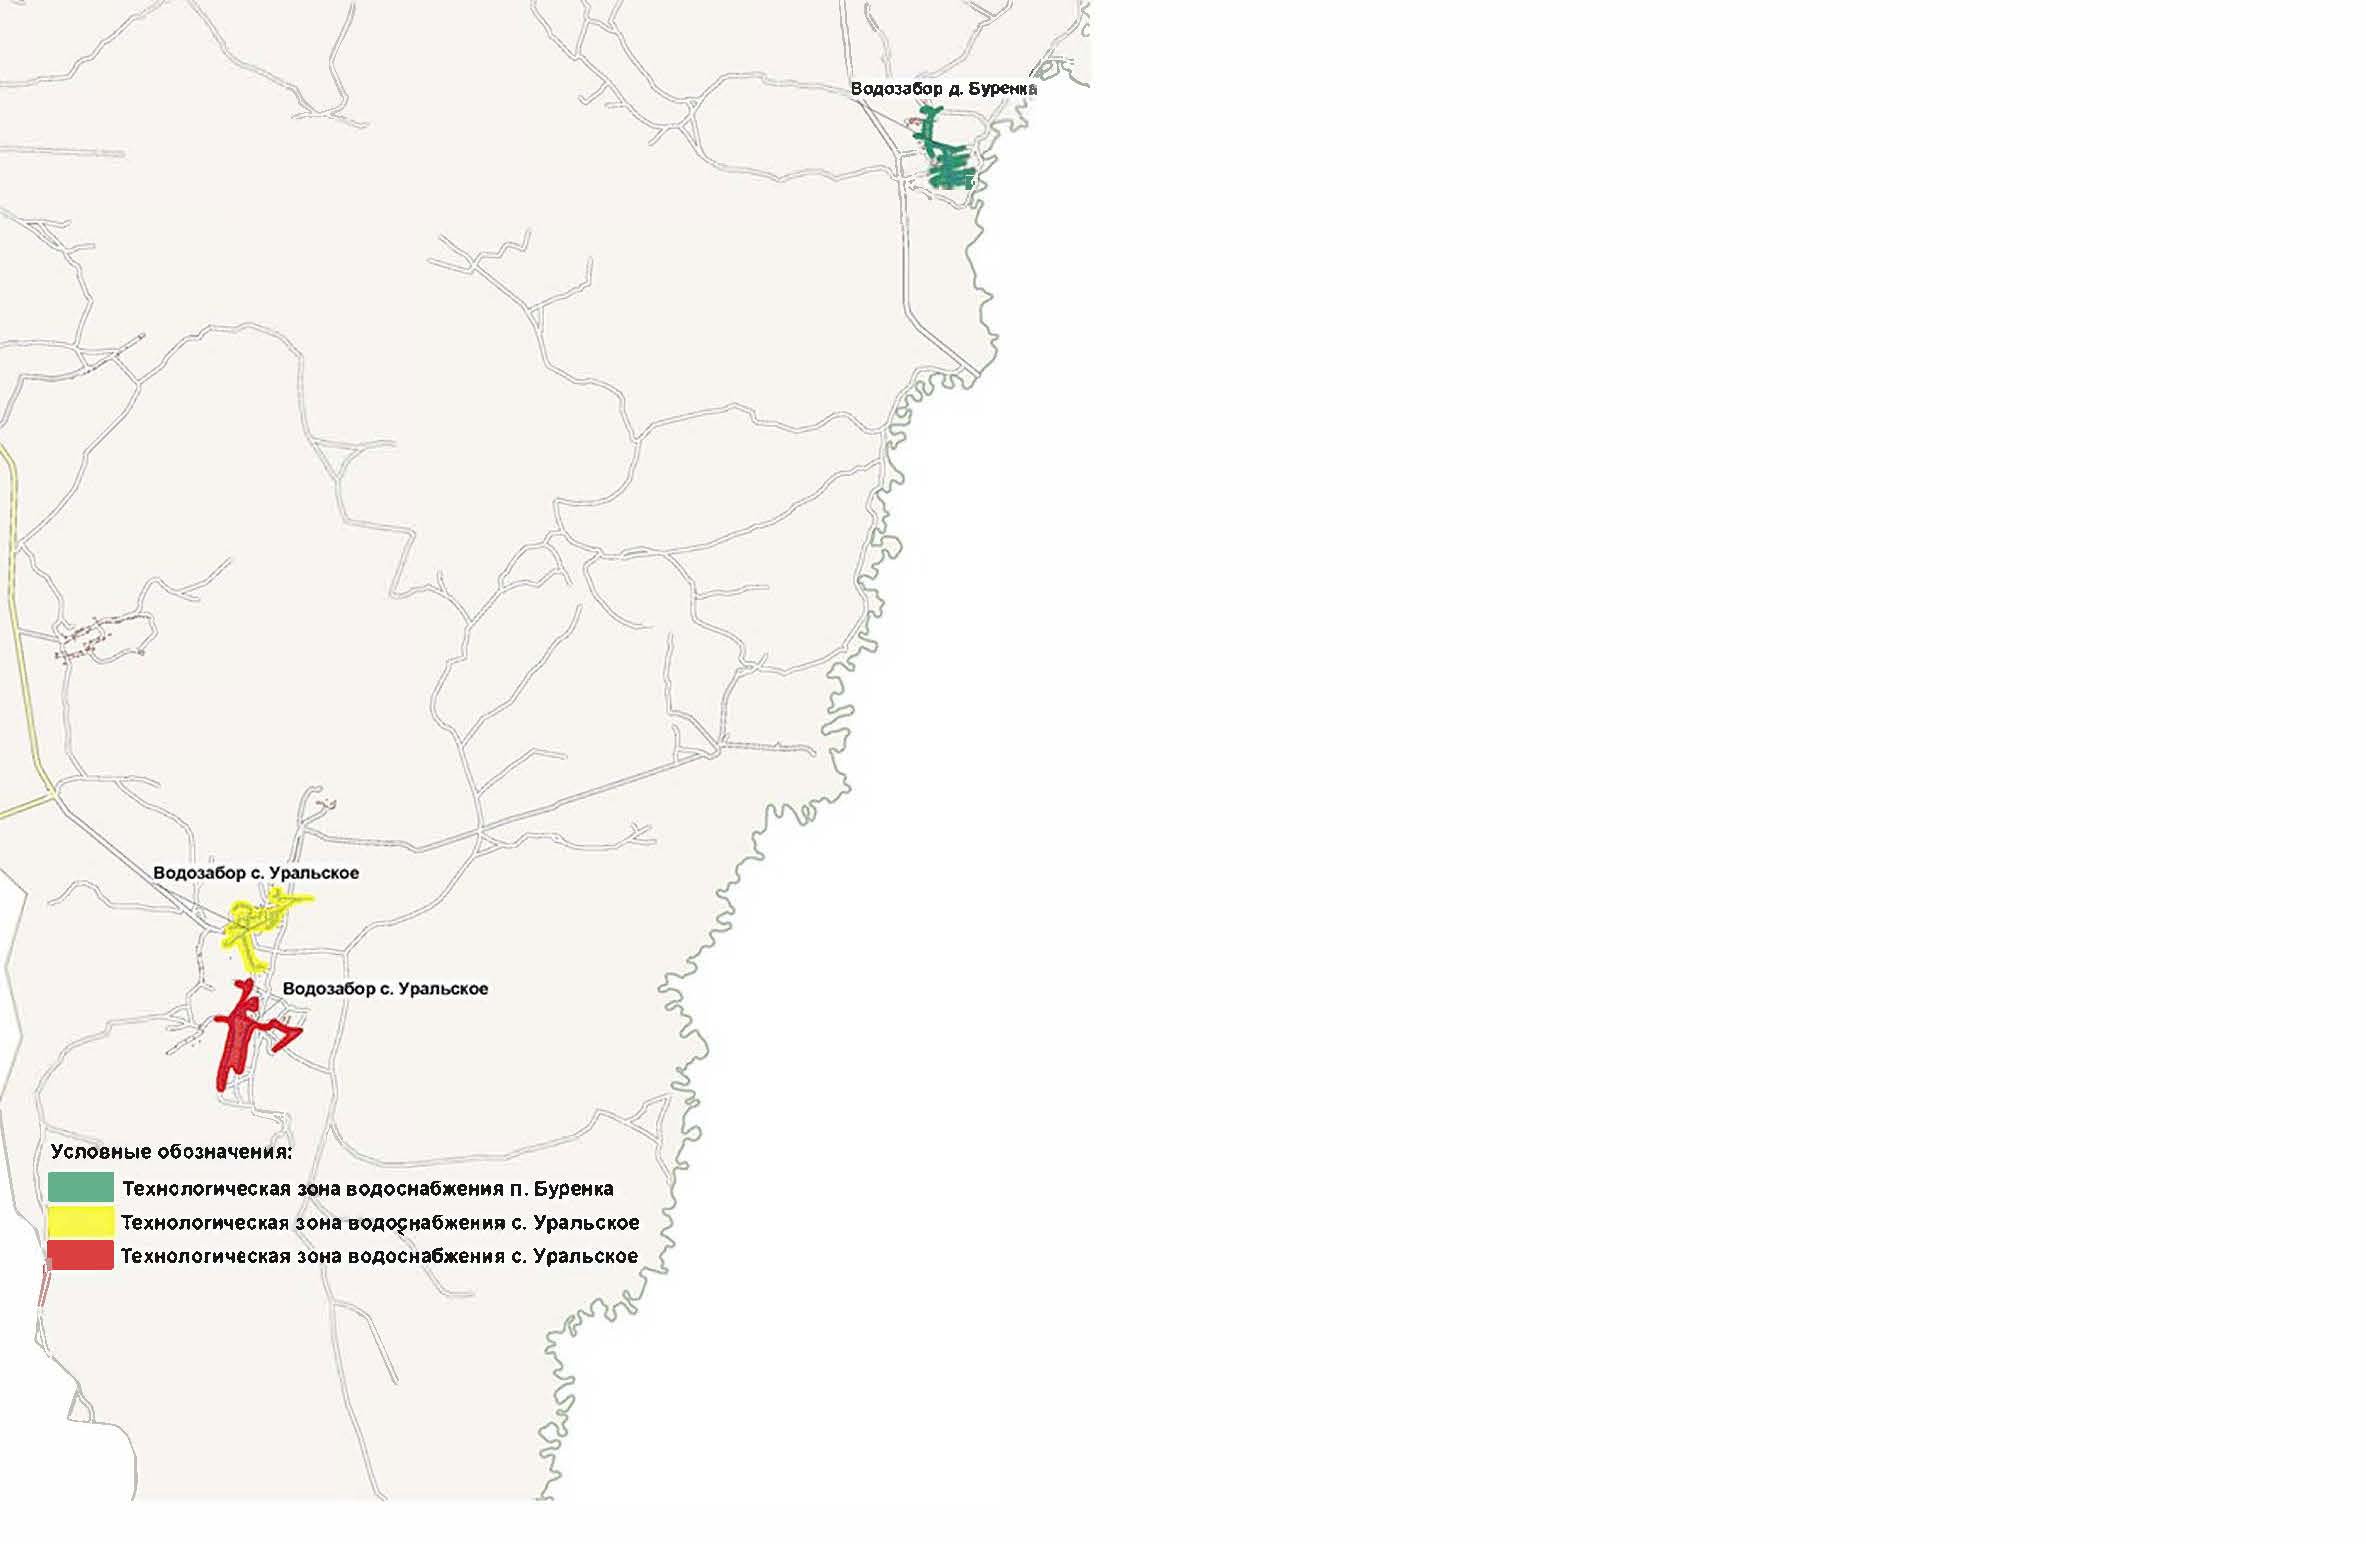 Водозабор д. Буренка
Водозабор с. Уральское
Водозабор с. Уральское
Условные обозначения:
Технологическая зона водоснабжения п. Буренка
Технологическая зона водоснабжения с. Уральское
Технологическая зона водоснабжения с. Уральское